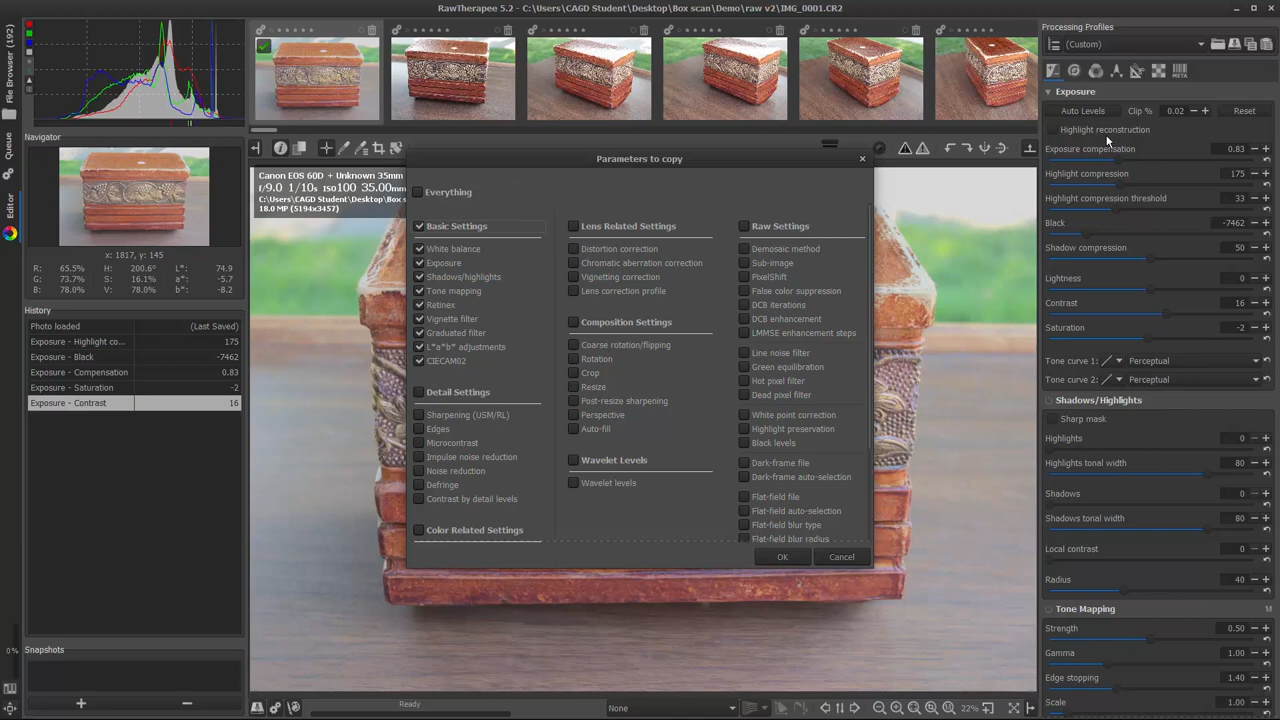 RawTherapee 5.2 - C:\Users\CAGD Student\Desktop\Box scan\Demo\raw v2\IMG_0001.CR2
File Browser (192)
Queue
Editor
0%
Navigator
x: 1817, y: 145
R: 65.5% H: 200.6° L*: 74.9
G: 73.7% S: 16.1% a*: -5.7
B: 78.0% V: 78.0% b*: -8.2
History
Photo loaded (Last Saved)
Exposure - Highlight co... 175
Exposure - Black -7462
Exposure - Compensation 0.83
Exposure - Saturation -2
Exposure - Contrast 16
Snapshots
Canon EOS 60D + Unknown 35mm
f/9.0 1/10s ISO100 35.00mm
C:\Users\CAGD Student\Desktop\Box s
18.0 MP (5194x3457)
Parameters to copy
Everything
Basic Settings
White balance
Exposure
Shadows/highlights
Tone mapping
Retinex
Vignette filter
Graduated filter
L*a*b* adjustments
CIECAM02
Detail Settings
Sharpening (USM/RL)
Edges
Microcontrast
Impulse noise reduction
Noise reduction
Defringe
Contrast by detail levels
Color Related Settings
Lens Related Settings
Distortion correction
Chromatic aberration correction
Vignetting correction
Lens correction profile
Composition Settings
Coarse rotation/flipping
Rotation
Crop
Resize
Post-resize sharpening
Perspective
Auto-fill
Wavelet Levels
Wavelet levels
Raw Settings
Demosaic method
Sub-image
PixelShift
False color suppression
DCB iterations
DCB enhancement
LMMSE enhancement steps
Line noise filter
Green equilibration
Hot pixel filter
Dead pixel filter
White point correction
Highlight preservation
Black levels
Dark-frame file
Dark-frame auto-selection
Flat-field file
Flat-field auto-selection
Flat-field blur type
Flat-field blur radius
OK Cancel
Ready
None
22%
Processing Profiles
(Custom)
META
Exposure
Auto Levels Clip % 0.02 Reset
Highlight reconstruction
Exposure compensation 0.83
Highlight compression 175
Highlight compression threshold 33
Black -7462
Shadow compression 50
Lightness 0
Contrast 16
Saturation -2
Tone curve 1: Perceptual
Tone curve 2: Perceptual
Shadows/Highlights
Sharp mask
Highlights 0
Highlights tonal width 80
Shadows 0
Shadows tonal width 80
Local contrast 0
Radius 40
Tone Mapping
Strength 0.50
Gamma 1.00
Edge stopping 1.40
Scale 1.00